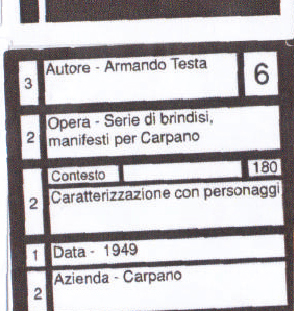 3 Autore - Armando Testa 6
2 Opera - Serie di brindisi,
manifesti per Carpano
Contesto 180
2 Caratterizzazione con personaggi
1 Data - 1949
2 Azienda - Carpano